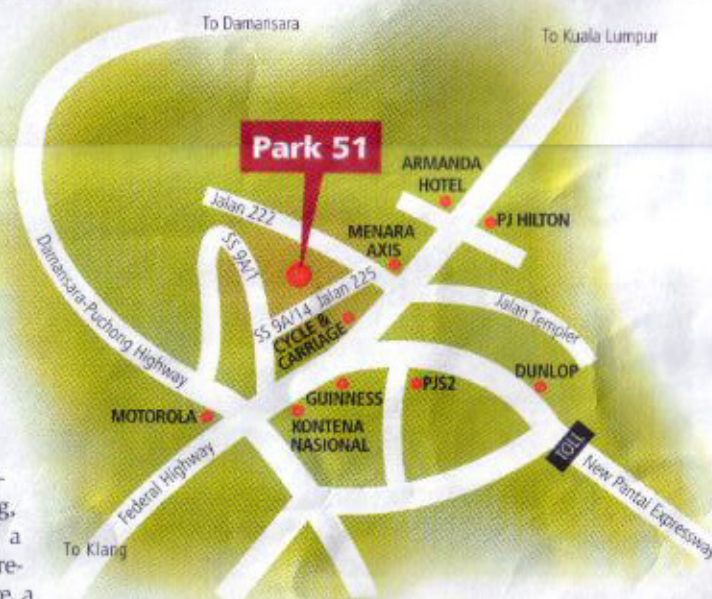 To Damansara
To Kuala Lumpur
Park 51
ARMANDA
HOTEL
PJ HILTON
Jalan 222
MENARA
AXIS
SS 9A/1
Damansara-Puchong Highway
SS 9A/14 Jalan 225
CYCLE &
CARRIAGE
Jalan Templer
DUNLOP
PJS2
GUINNESS
MOTOROLA
KONTENA
NASIONAL
TOLL
New Pantai Expressway
Federal Highway
To Klang
g,
a
re-
e a